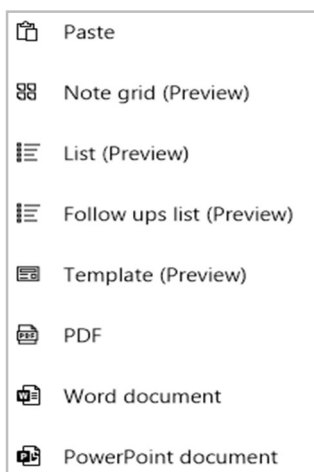 Paste
Note grid (Preview)
List (Preview)
Follow ups list (Preview)
Template (Preview)
PDF
Word document
PowerPoint document